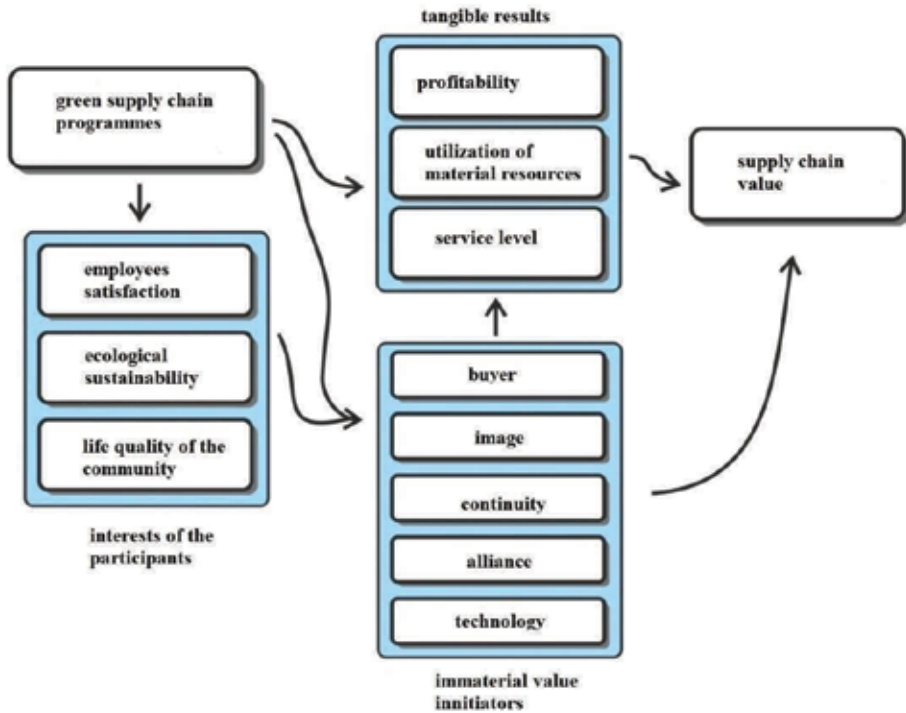 tangible results
profitability
utilization of
material resources
service level
green supply chain
programmes
employees
satisfaction
ecological
sustainability
life quality of the
community
interests of the
participants
buyer
image
continuity
alliance
technology
immaterial value
innitiators
supply chain
value